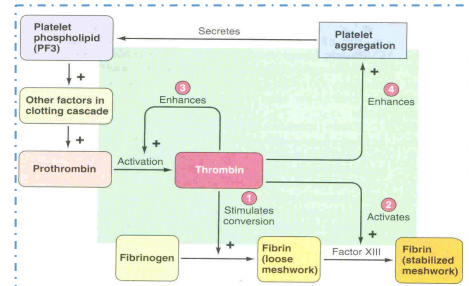 Platelet
phospholipid
(PF3)
Secretes
Platelet
aggregation
+
Other factors in
clotting cascade
+
3
Enhances
+
4
Enhances
+
Prothrombin
Activation
Thrombin
1
Stimulates
conversion
+
2
Activates
+
Fibrinogen
Fibrin
(loose
meshwork)
Factor XIII
Fibrin
(stabilized
meshwork)